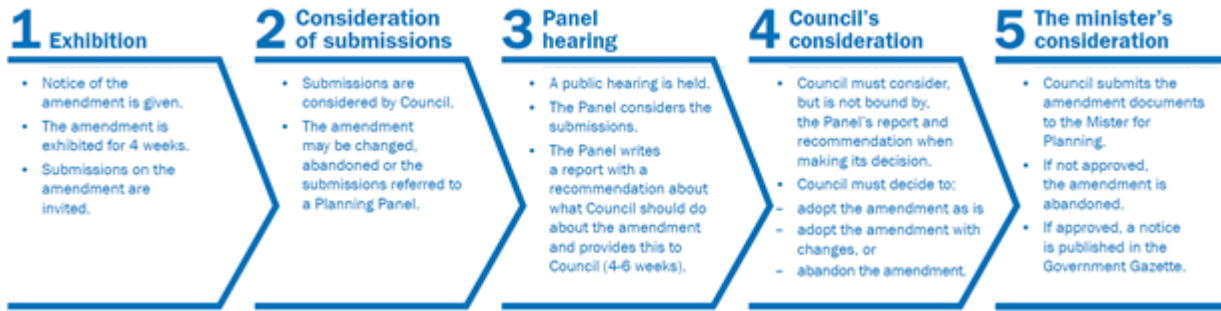 1 Exhibition
• Notice of the
amendment is given.
• The amendment is
exhibited for 4 weeks.
• Submissions on the
amendment are
invited.
2 Consideration
of submissions
• Submissions are
considered by Council.
• The amendment
may be changed,
abandoned or the
submissions referred to
a Planning Panel.
3 Panel
hearing
• A public hearing is held.
• The Panel considers the
submissions.
• The Panel writes
a report with a
recommendation about
what Council should do
about the amendment
and provides this to
Council (4-6 weeks).
4 Council's
consideration
• Council must consider,
but is not bound by,
the Panel's report and
recommendation when
making its decision.
• Council must decide to:
– adopt the amendment as is
– adopt the amendment with
changes, or
– abandon the amendment.
5 The minister's
consideration
• Council submits the
amendment documents
to the Mister for
Planning.
• If not approved,
the amendment is
abandoned.
• If approved, a notice
is published in the
Government Gazette.